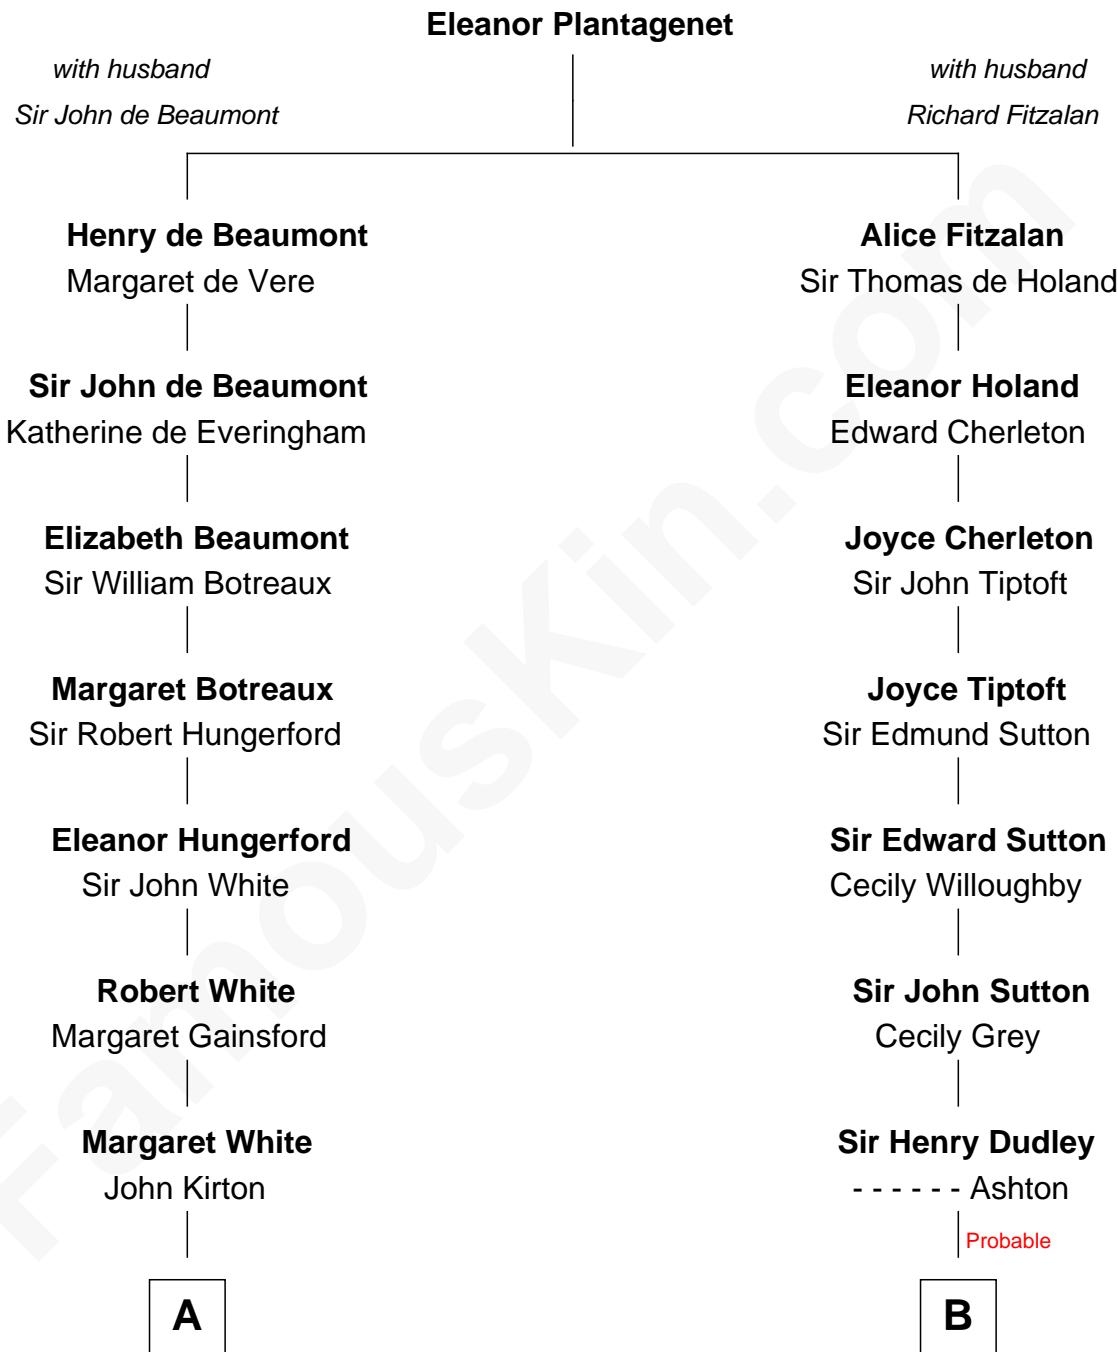 Eleanor Plantagenet
with husband
Sir John de Beaumont
with husband
Richard Fitzalan
Henry de Beaumont
Margaret de Vere
Alice Fitzalan
Sir Thomas de Holand
Sir John de Beaumont
Katherine de Everingham
Eleanor Holand
Edward Cherleton
Elizabeth Beaumont
Sir William Botreaux
Joyce Cherleton
Sir John Tiptoft
Margaret Botreaux
Sir Robert Hungerford
Joyce Tiptoft
Sir Edmund Sutton
Eleanor Hungerford
Sir John White
Sir Edward Sutton
Cecily Willoughby
Robert White
Margaret Gainsford
Sir John Sutton
Cecily Grey
Margaret White
John Kirton
Sir Henry Dudley
- - - - - - Ashton
Probable
A
B
FamousKin.com